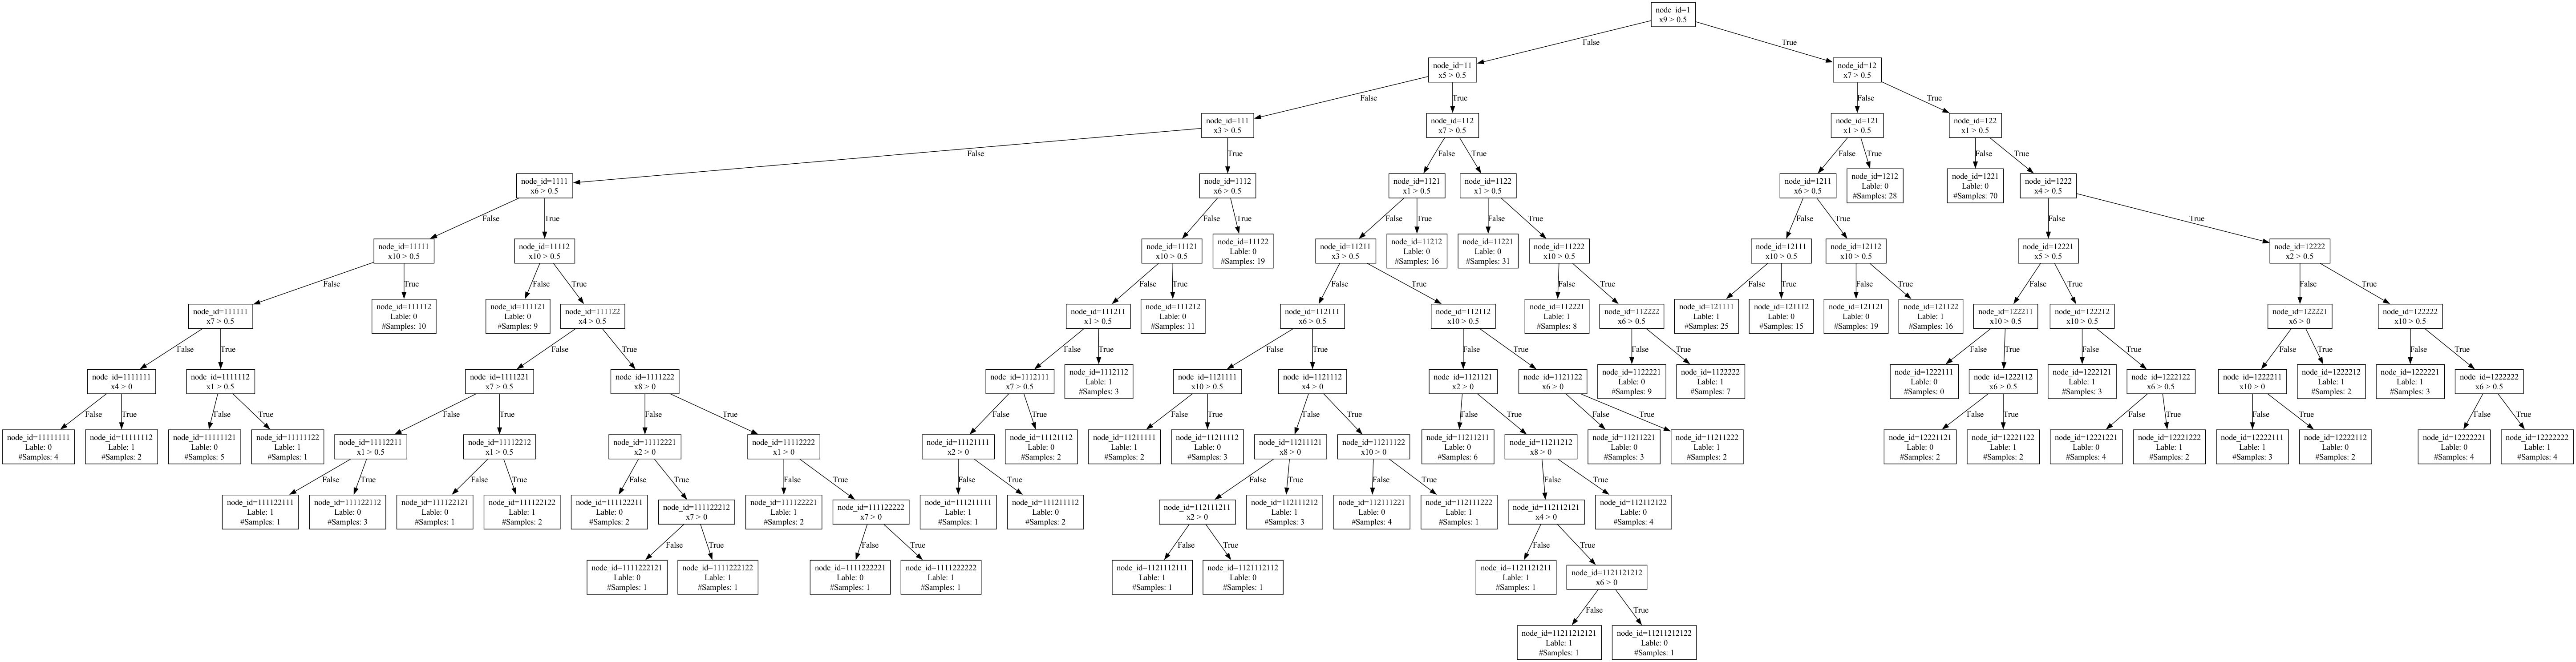 node_id=1
x9 > 0.5
False
True
node_id=11
x5 > 0.5
node_id=12
x7 > 0.5
False
True
False
True
node_id=111
x3 > 0.5
node_id=112
x7 > 0.5
node_id=121
x1 > 0.5
node_id=122
x1 > 0.5
False
True
False
True
False
True
False
True
node_id=1111
x6 > 0.5
node_id=1112
x6 > 0.5
node_id=1121
x1 > 0.5
node_id=1122
x1 > 0.5
node_id=1211
x6 > 0.5
node_id=1212
Lable: 0
#Samples: 28
node_id=1221
Lable: 0
#Samples: 70
node_id=1222
x4 > 0.5
False
True
False
True
False
True
False
True
False
True
False
True
node_id=11111
x10 > 0.5
node_id=11112
x10 > 0.5
node_id=11121
x10 > 0.5
node_id=11122
Lable: 0
#Samples: 19
node_id=11211
x3 > 0.5
node_id=11212
Lable: 0
#Samples: 16
node_id=11221
Lable: 0
#Samples: 31
node_id=11222
x10 > 0.5
node_id=12111
x10 > 0.5
node_id=12112
x10 > 0.5
node_id=12221
x5 > 0.5
node_id=12222
x2 > 0.5
False
True
False
True
False
True
False
True
False
True
False
True
False
True
False
True
False
True
node_id=111111
x7 > 0.5
node_id=111112
Lable: 0
#Samples: 10
node_id=111121
Lable: 0
#Samples: 9
node_id=111122
x4 > 0.5
node_id=111211
x1 > 0.5
node_id=111212
Lable: 0
#Samples: 11
node_id=112111
x6 > 0.5
node_id=112112
x10 > 0.5
node_id=112221
Lable: 1
#Samples: 8
node_id=112222
x6 > 0.5
node_id=121111
Lable: 1
#Samples: 25
node_id=121112
Lable: 0
#Samples: 15
node_id=121121
Lable: 0
#Samples: 19
node_id=121122
Lable: 1
#Samples: 16
node_id=122211
x10 > 0.5
node_id=122212
x10 > 0.5
node_id=122221
x6 > 0
node_id=122222
x10 > 0.5
False
True
False
True
False
True
False
True
False
True
False
True
False
True
False
True
False
True
False
True
node_id=1111111
x4 > 0
node_id=1111112
x1 > 0.5
node_id=1111221
x7 > 0.5
node_id=1111222
x8 > 0
node_id=1112111
x7 > 0.5
node_id=1112112
Lable: 1
#Samples: 3
node_id=1121111
x10 > 0.5
node_id=1121112
x4 > 0
node_id=1121121
x2 > 0
node_id=1121122
x6 > 0
node_id=1122221
Lable: 0
#Samples: 9
node_id=1122222
Lable: 1
#Samples: 7
node_id=1222111
Lable: 0
#Samples: 0
node_id=1222112
x6 > 0.5
node_id=1222121
Lable: 1
#Samples: 3
node_id=1222122
x6 > 0.5
node_id=1222211
x10 > 0
node_id=1222212
Lable: 1
#Samples: 2
node_id=1222221
Lable: 1
#Samples: 3
node_id=1222222
x6 > 0.5
False
True
False
True
False
True
False
True
False
True
False
True
False
True
False
True
False
True
False
True
False
True
False
True
False
True
node_id=11111111
Lable: 0
#Samples: 4
node_id=11111112
Lable: 1
#Samples: 2
node_id=11111121
Lable: 0
#Samples: 5
node_id=11111122
Lable: 1
#Samples: 1
node_id=11112211
x1 > 0.5
node_id=11112212
x1 > 0.5
node_id=11112221
x2 > 0
node_id=11112222
x1 > 0
node_id=11121111
x2 > 0
node_id=11121112
Lable: 0
#Samples: 2
node_id=11211111
Lable: 1
#Samples: 2
node_id=11211112
Lable: 0
#Samples: 3
node_id=11211121
x8 > 0
node_id=11211122
x10 > 0
node_id=11211211
Lable: 0
#Samples: 6
node_id=11211212
x8 > 0
node_id=11211221
Lable: 0
#Samples: 3
node_id=11211222
Lable: 1
#Samples: 2
node_id=12221121
Lable: 0
#Samples: 2
node_id=12221122
Lable: 1
#Samples: 2
node_id=12221221
Lable: 0
#Samples: 4
node_id=12221222
Lable: 1
#Samples: 2
node_id=12222111
Lable: 1
#Samples: 3
node_id=12222112
Lable: 0
#Samples: 2
node_id=12222221
Lable: 0
#Samples: 4
node_id=12222222
Lable: 1
#Samples: 4
False
True
False
True
False
True
False
True
False
True
False
True
False
True
False
True
node_id=111122111
Lable: 1
#Samples: 1
node_id=111122112
Lable: 0
#Samples: 3
node_id=111122121
Lable: 0
#Samples: 1
node_id=111122122
Lable: 1
#Samples: 2
node_id=111122211
Lable: 0
#Samples: 2
node_id=111122212
x7 > 0
node_id=111122221
Lable: 1
#Samples: 2
node_id=111122222
x7 > 0
node_id=111211111
Lable: 1
#Samples: 1
node_id=111211112
Lable: 0
#Samples: 2
node_id=112111211
x2 > 0
node_id=112111212
Lable: 1
#Samples: 3
node_id=112111221
Lable: 0
#Samples: 4
node_id=112111222
Lable: 1
#Samples: 1
node_id=112112121
x4 > 0
node_id=112112122
Lable: 0
#Samples: 4
False
True
False
True
False
True
False
True
node_id=1111222121
Lable: 0
#Samples: 1
node_id=1111222122
Lable: 1
#Samples: 1
node_id=1111222221
Lable: 0
#Samples: 1
node_id=1111222222
Lable: 1
#Samples: 1
node_id=1121112111
Lable: 1
#Samples: 1
node_id=1121112112
Lable: 0
#Samples: 1
node_id=1121121211
Lable: 1
#Samples: 1
node_id=1121121212
x6 > 0
False
True
node_id=11211212121
Lable: 1
#Samples: 1
node_id=11211212122
Lable: 0
#Samples: 1